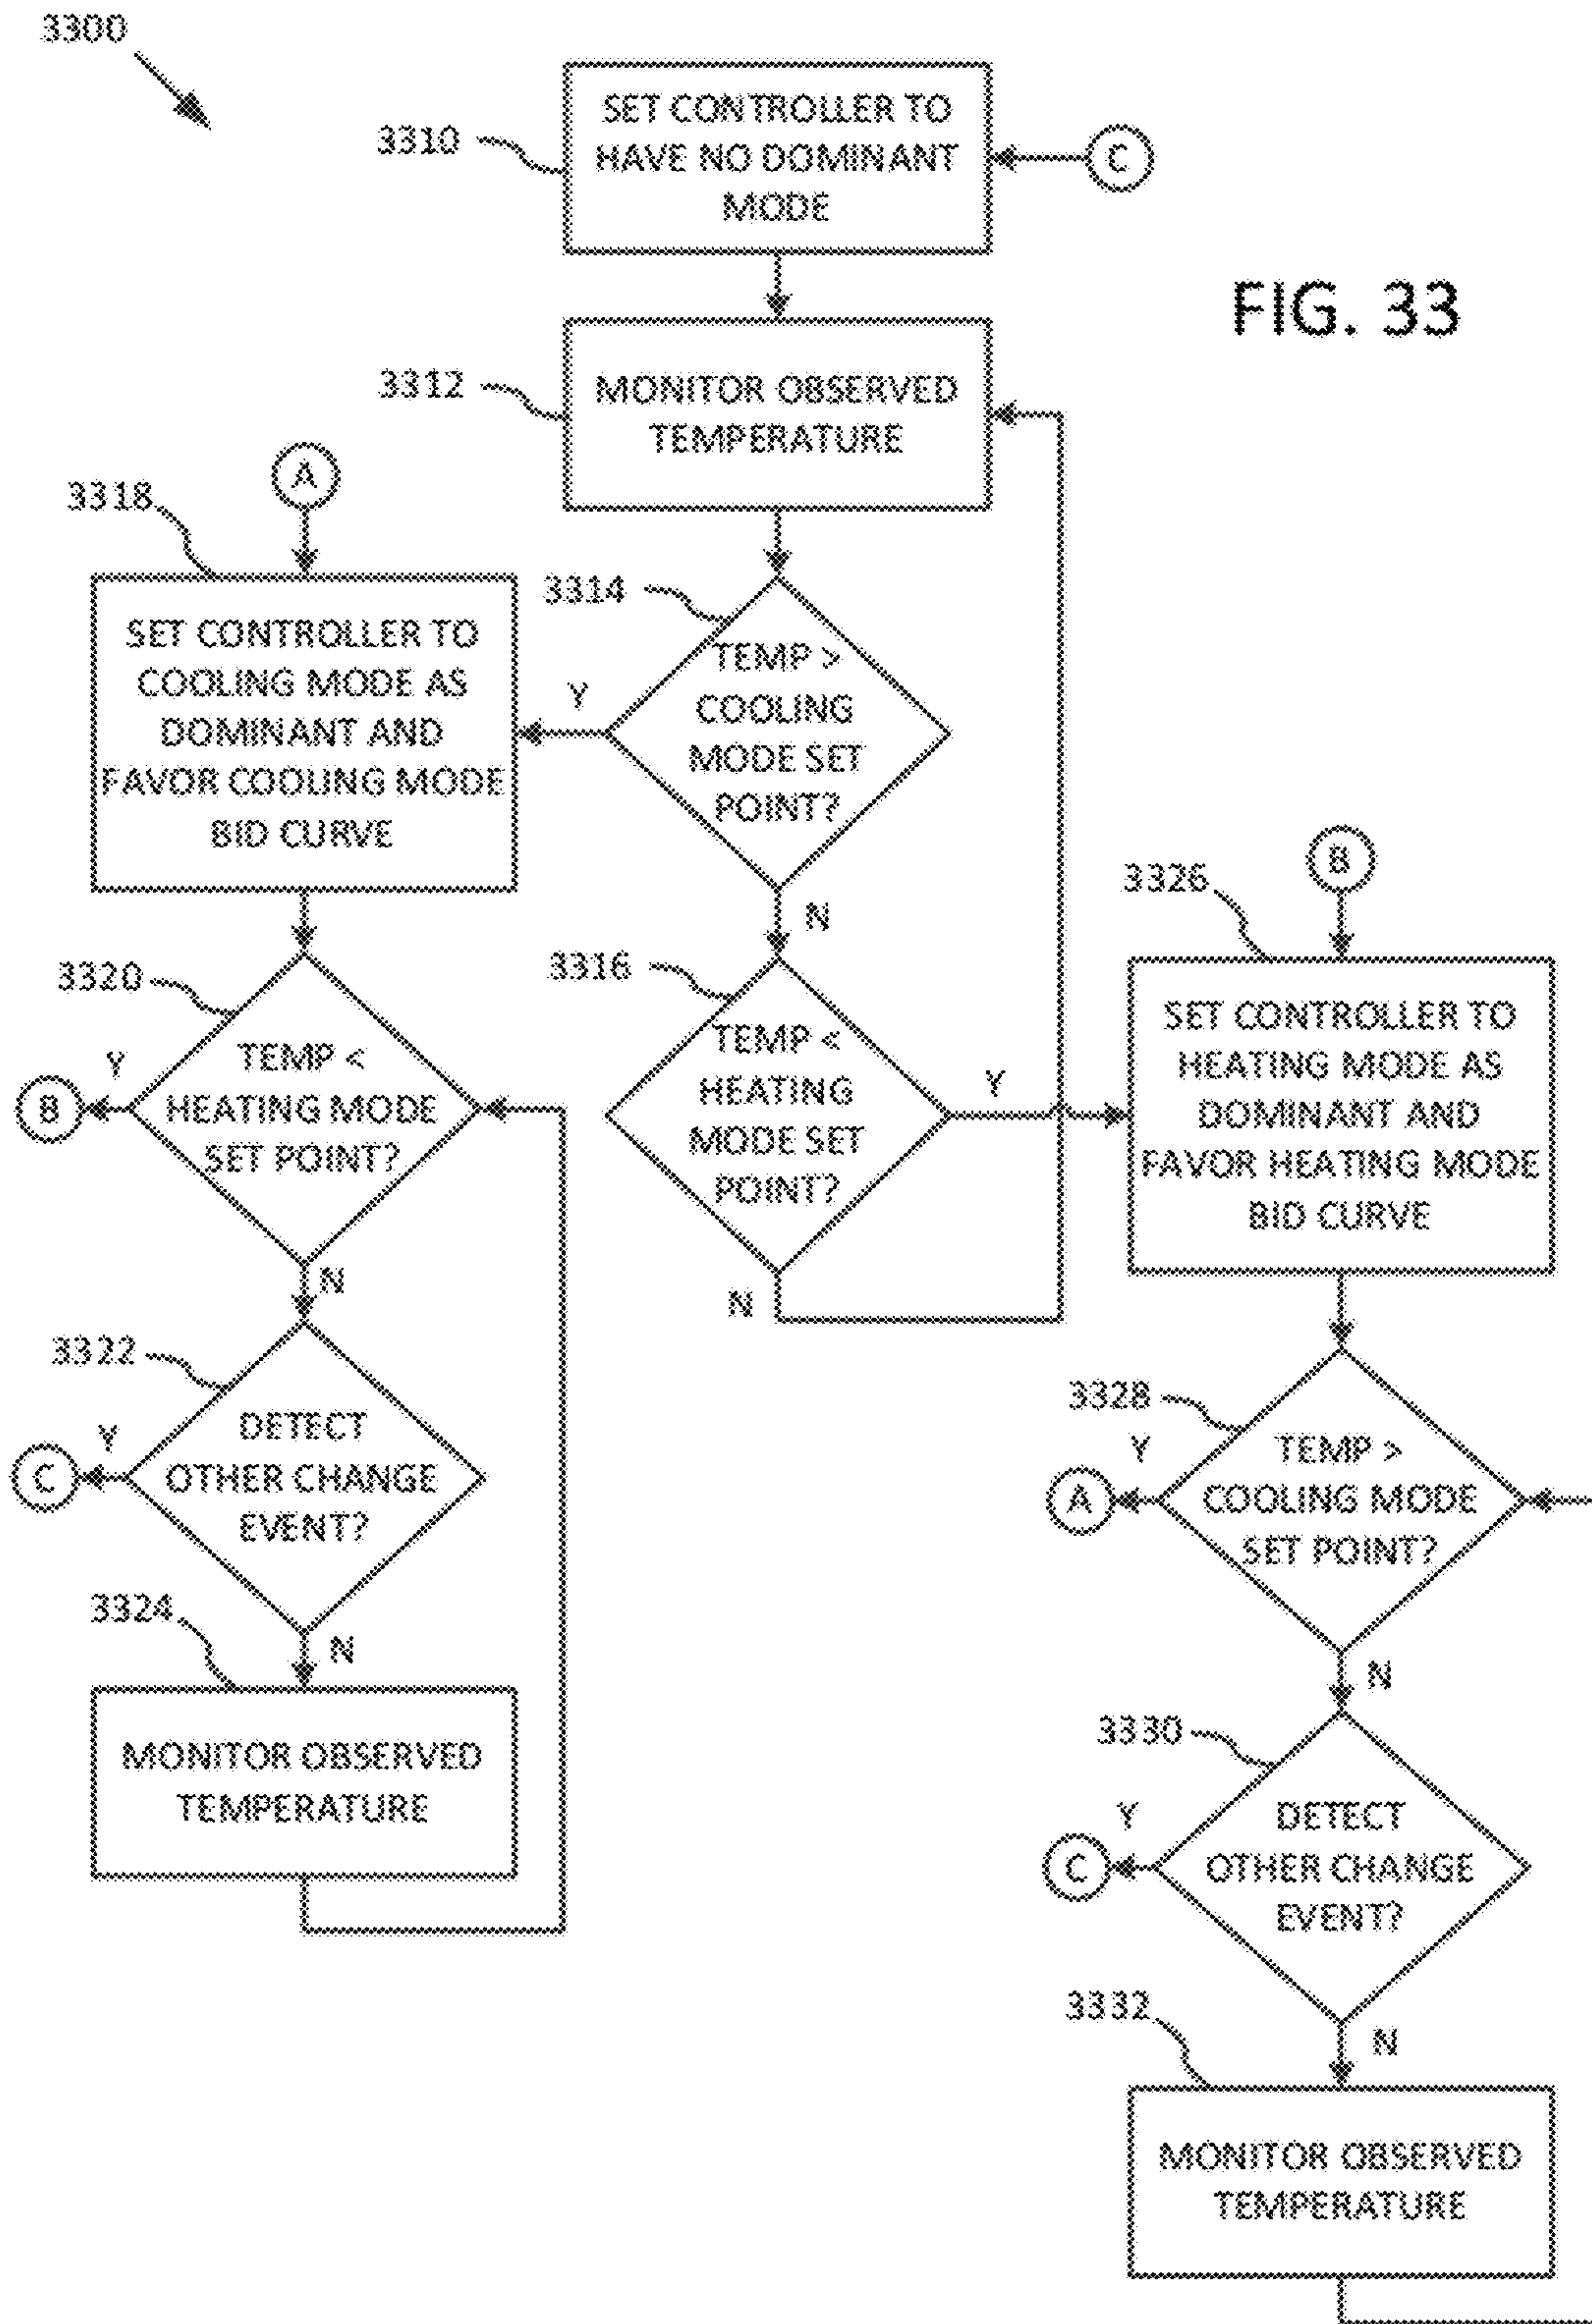 3300
3310
SET CONTROLLER TO
HAVE NO DOMINANT
MODE
C
FIG. 33
3312
MONITOR OBSERVED
TEMPERATURE
A
3318
SET CONTROLLER TO
COOLING MODE AS
DOMINANT AND
FAVOR COOLING MODE
BID CURVE
3314
TEMP >
COOLING
MODE SET
POINT?
Y
N
3316
TEMP <
HEATING
MODE SET
POINT?
Y
N
3320
TEMP <
HEATING MODE
SET POINT?
Y
B
N
3322
DETECT
OTHER CHANGE
EVENT?
Y
C
N
3324
MONITOR OBSERVED
TEMPERATURE
B
3326
SET CONTROLLER TO
HEATING MODE AS
DOMINANT AND
FAVOR HEATING MODE
BID CURVE
3328
TEMP >
COOLING MODE
SET POINT?
Y
A
N
3330
DETECT
OTHER CHANGE
EVENT?
Y
C
N
3332
MONITOR OBSERVED
TEMPERATURE